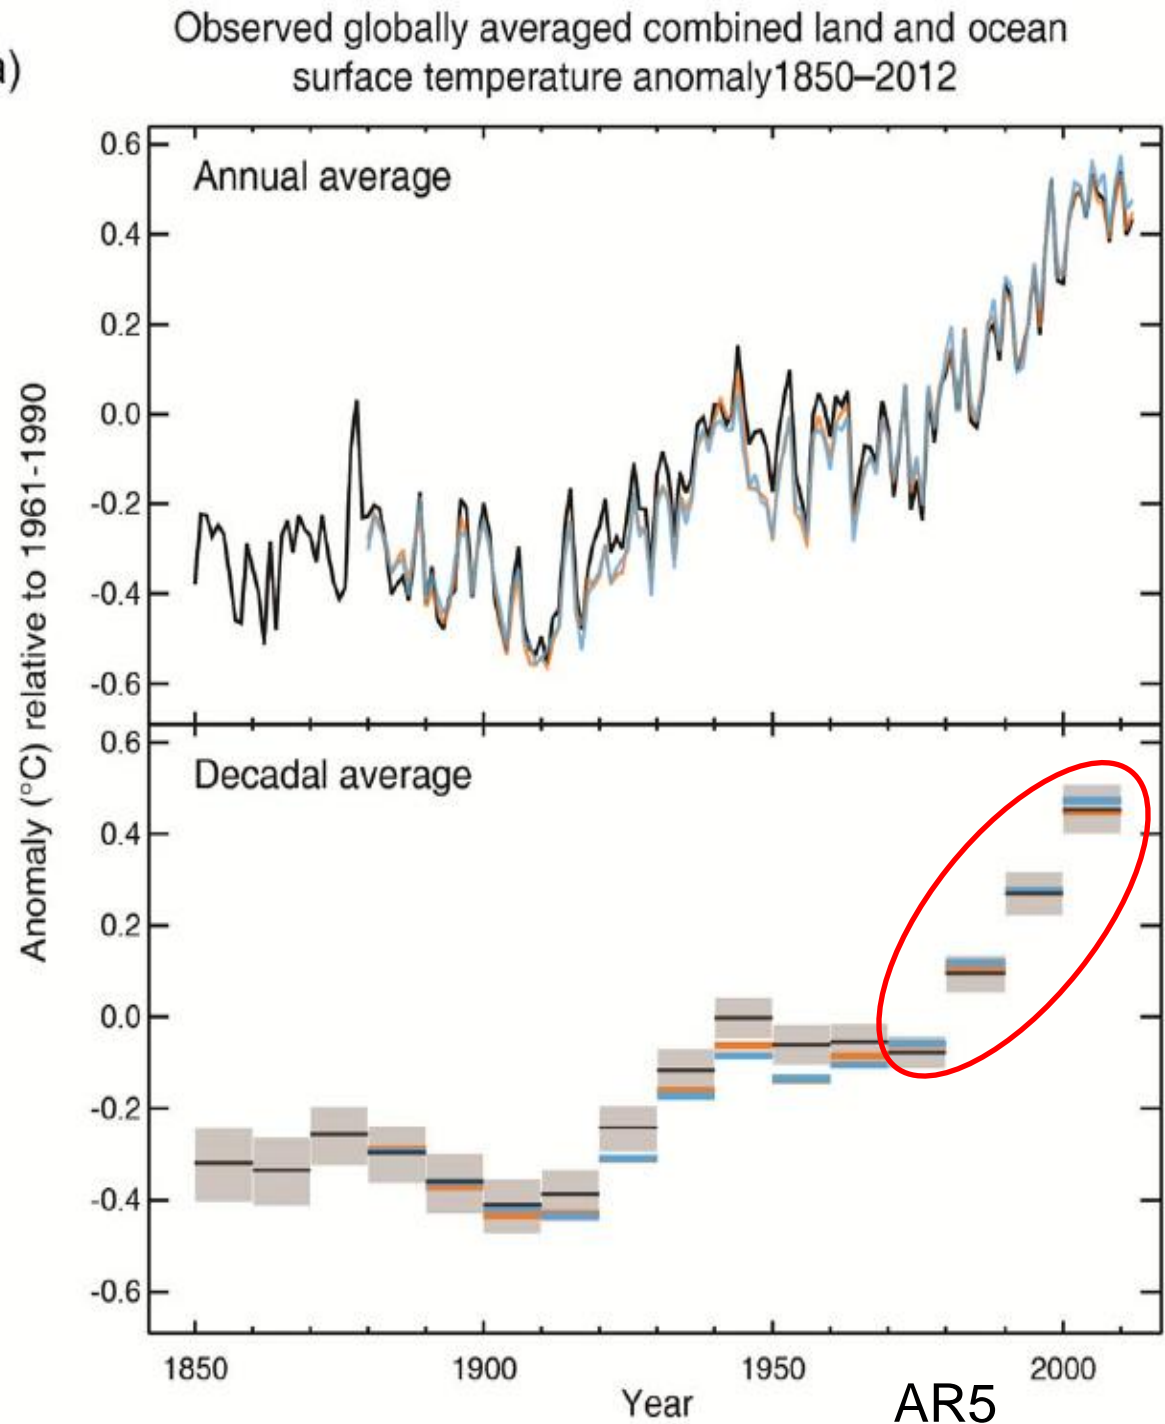 Observed globally averaged combined land and ocean
a)
surface temperature anomaly1850–2012
Annual average
0.6
0.4
0.2
0.0
-0.2
-0.4
-0.6
Anomaly (°C) relative to 1961-1990
Decadal average
0.6
0.4
0.2
0.0
-0.2
-0.4
-0.6
1850 1900 1950 2000
Year
AR5